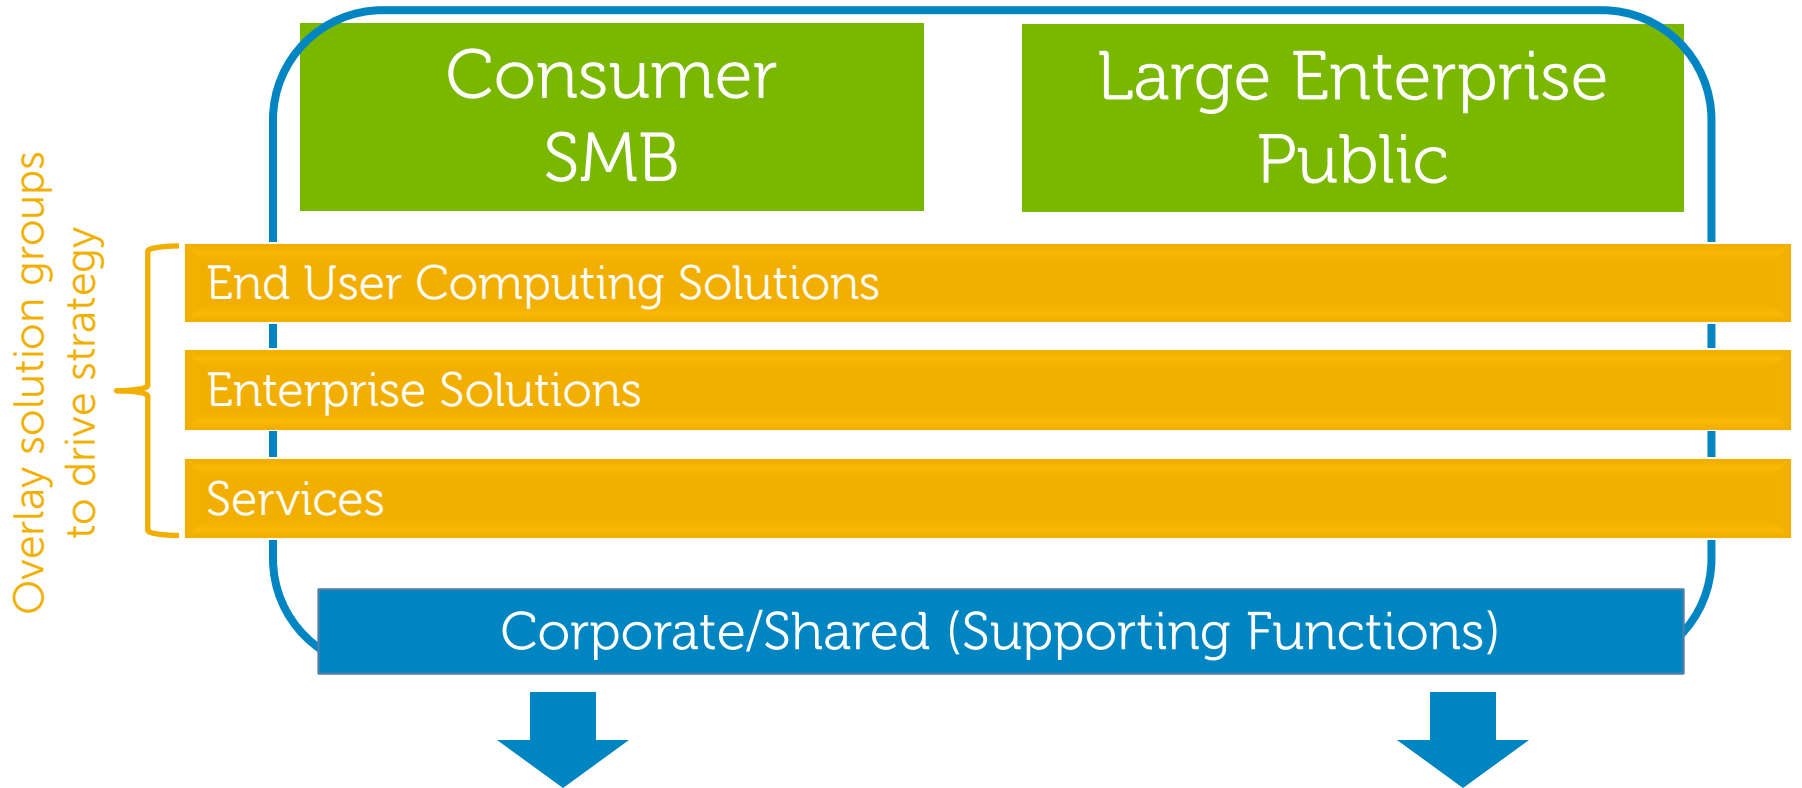 Consumer
SMB
Large Enterprise
Public
Overlay solution groups
to drive strategy
End User Computing Solutions
Enterprise Solutions
Services
Corporate/Shared (Supporting Functions)